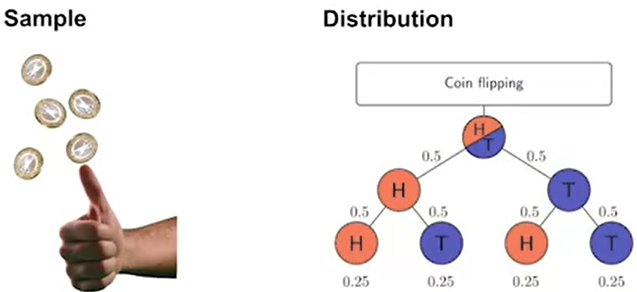 Sample
Distribution
Coin flipping
H
T
0.5 0.5
H T
0.5 0.5 0.5 0.5
H T H T
0.25 0.25 0.25 0.25